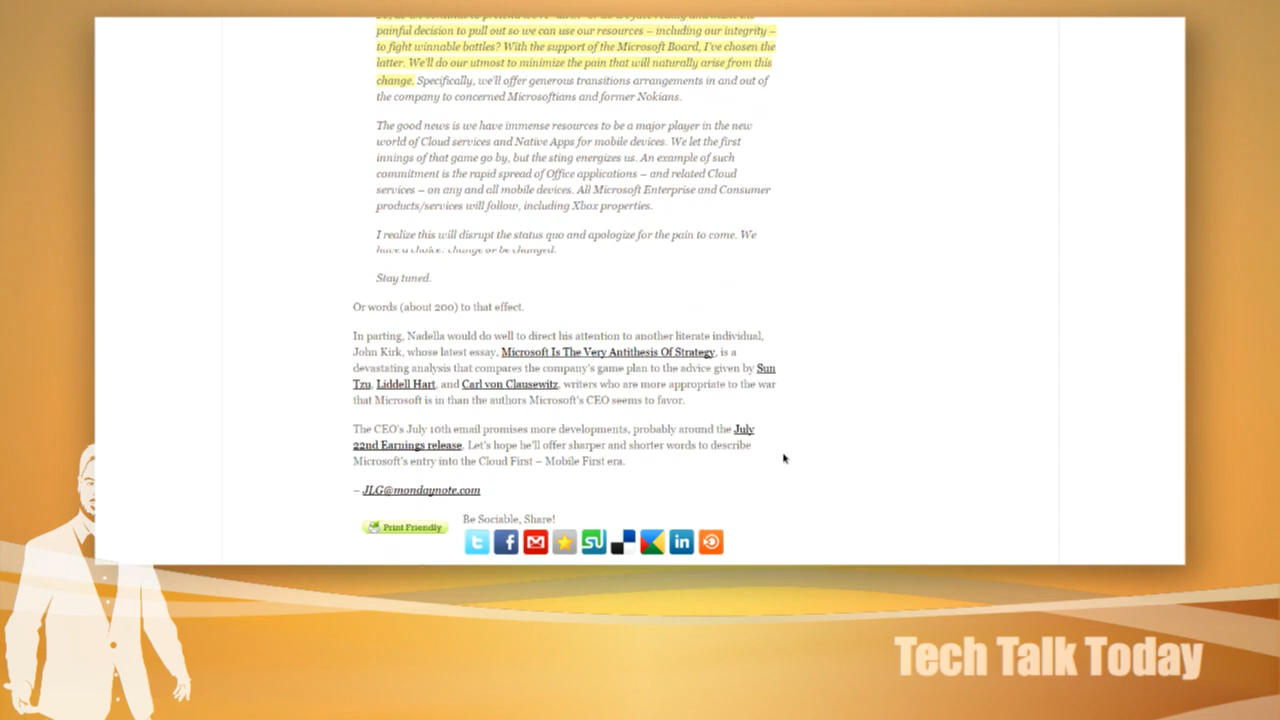 painful decision to pull out so we can use our resources – including our integrity –
to fight winnable battles? With the support of the Microsoft Board, I've chosen the
latter. We'll do our utmost to minimize the pain that will naturally arise from this
change. Specifically, we'll offer generous transitions arrangements in and out of
the company to concerned Microsoftians and former Nokians.
The good news is we have immense resources to be a major player in the new
world of Cloud services and Native Apps for mobile devices. We let the first
innings of that game go by, but the sting energizes us. An example of such
commitment is the rapid spread of Office applications – and related Cloud
services – on any and all mobile devices. All Microsoft Enterprise and Consumer
products/services will follow, including Xbox properties.
I realize this will disrupt the status quo and apologize for the pain to come. We
change or be changed.
Stay tuned.
Or words (about 200) to that effect.
In parting, Nadella would do well to direct his attention to another literate individual,
John Kirk, whose latest essay, Microsoft Is The Very Antithesis Of Strategy, is a
devastating analysis that compares the company's game plan to the advice given by Sun
Tzu, Liddell Hart, and Carl von Clausewitz, writers who are more appropriate to the war
that Microsoft is in than the authors Microsoft's CEO seems to favor.
The CEO's July 10th email promises more developments, probably around the July
22nd Earnings release. Let's hope he'll offer sharper and shorter words to describe
Microsoft's entry into the Cloud First – Mobile First era.
– JLG@mondaynote.com
Be Sociable, Share!
Print Friendly
Tech Talk Today